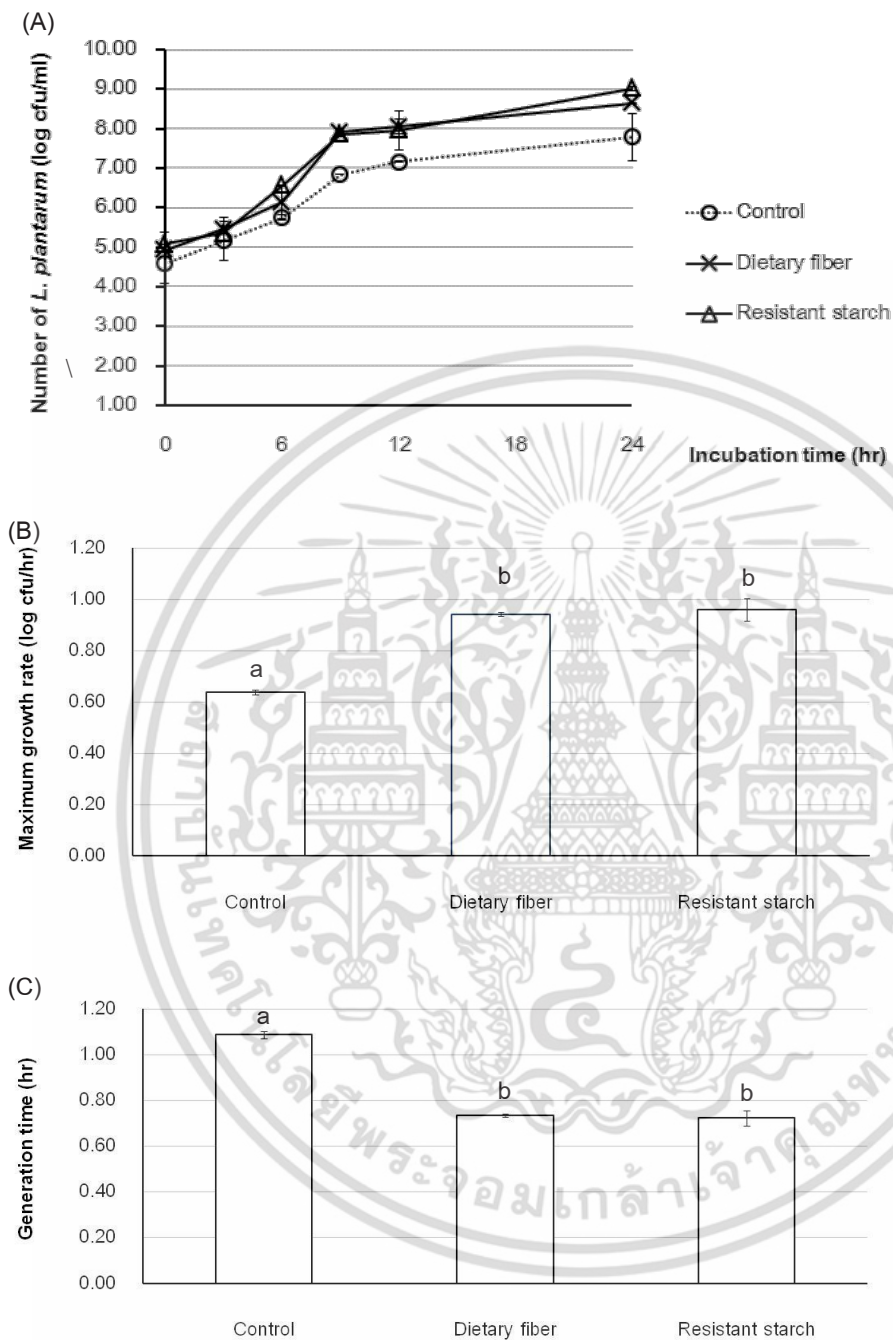 (A)
Number of L. plantarum (log cfu/ml)
10.00
9.00
8.00
7.00
6.00
5.00
4.00
3.00
2.00
1.00
\
0 6 12 18 24
Incubation time (hr)
Control
Dietary fiber
Resistant starch
(B)
Maximum growth rate (log cfu/hr)
1.20
1.00
0.80
0.60
0.40
0.20
0.00
a
b
b
Control Dietary fiber Resistant starch
(C)
Generation time (hr)
1.20
1.00
0.80
0.60
0.40
0.20
0.00
a
b
b
Control Dietary fiber Resistant starch